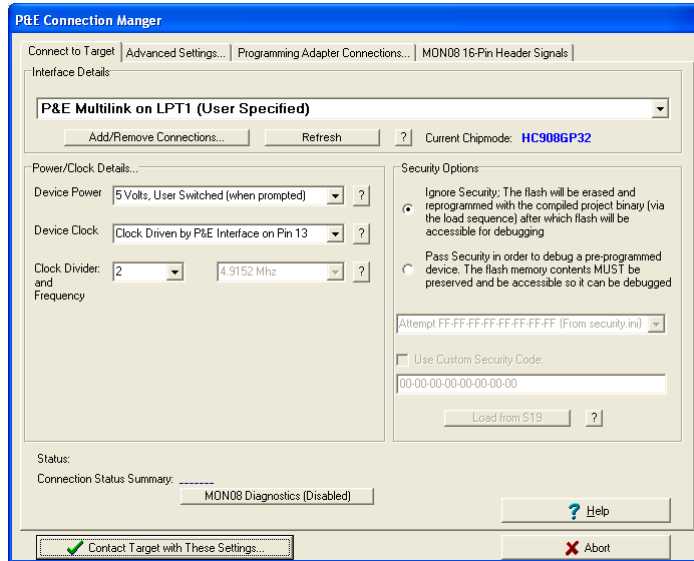 P&E Connection Manger
Connect to Target
Advanced Settings...
Programming Adapter Connections...
MON08 16-Pin Header Signals
Interface Details
P&E Multilink on LPT1 (User Specified)
Add/Remove Connections...
Refresh
?
Current Chipmode: HC908GP32
Power/Clock Details...
Device Power
5 Volts, User Switched (when prompted)
?
Device Clock
Clock Driven by P&E Interface on Pin 13
?
Clock Divider:
and
Frequency
2
4.9152 Mhz
?
Security Options
Ignore Security; The flash will be erased and
reprogrammed with the compiled project binary (via
the load sequence) after which flash will be
accessible for debugging
Pass Security in order to debug a pre-programmed
device. The flash memory contents MUST be
preserved and be accessible so it can be debugged
Attempt FF-FF-FF-FF-FF-FF-FF-FF (From security.ini)
Use Custom Security Code:
00-00-00-00-00-00-00-00
Load from S19
?
Status:
Connection Status Summary: _______
MON08 Diagnostics (Disabled)
? Help
Contact Target with These Settings...
Abort